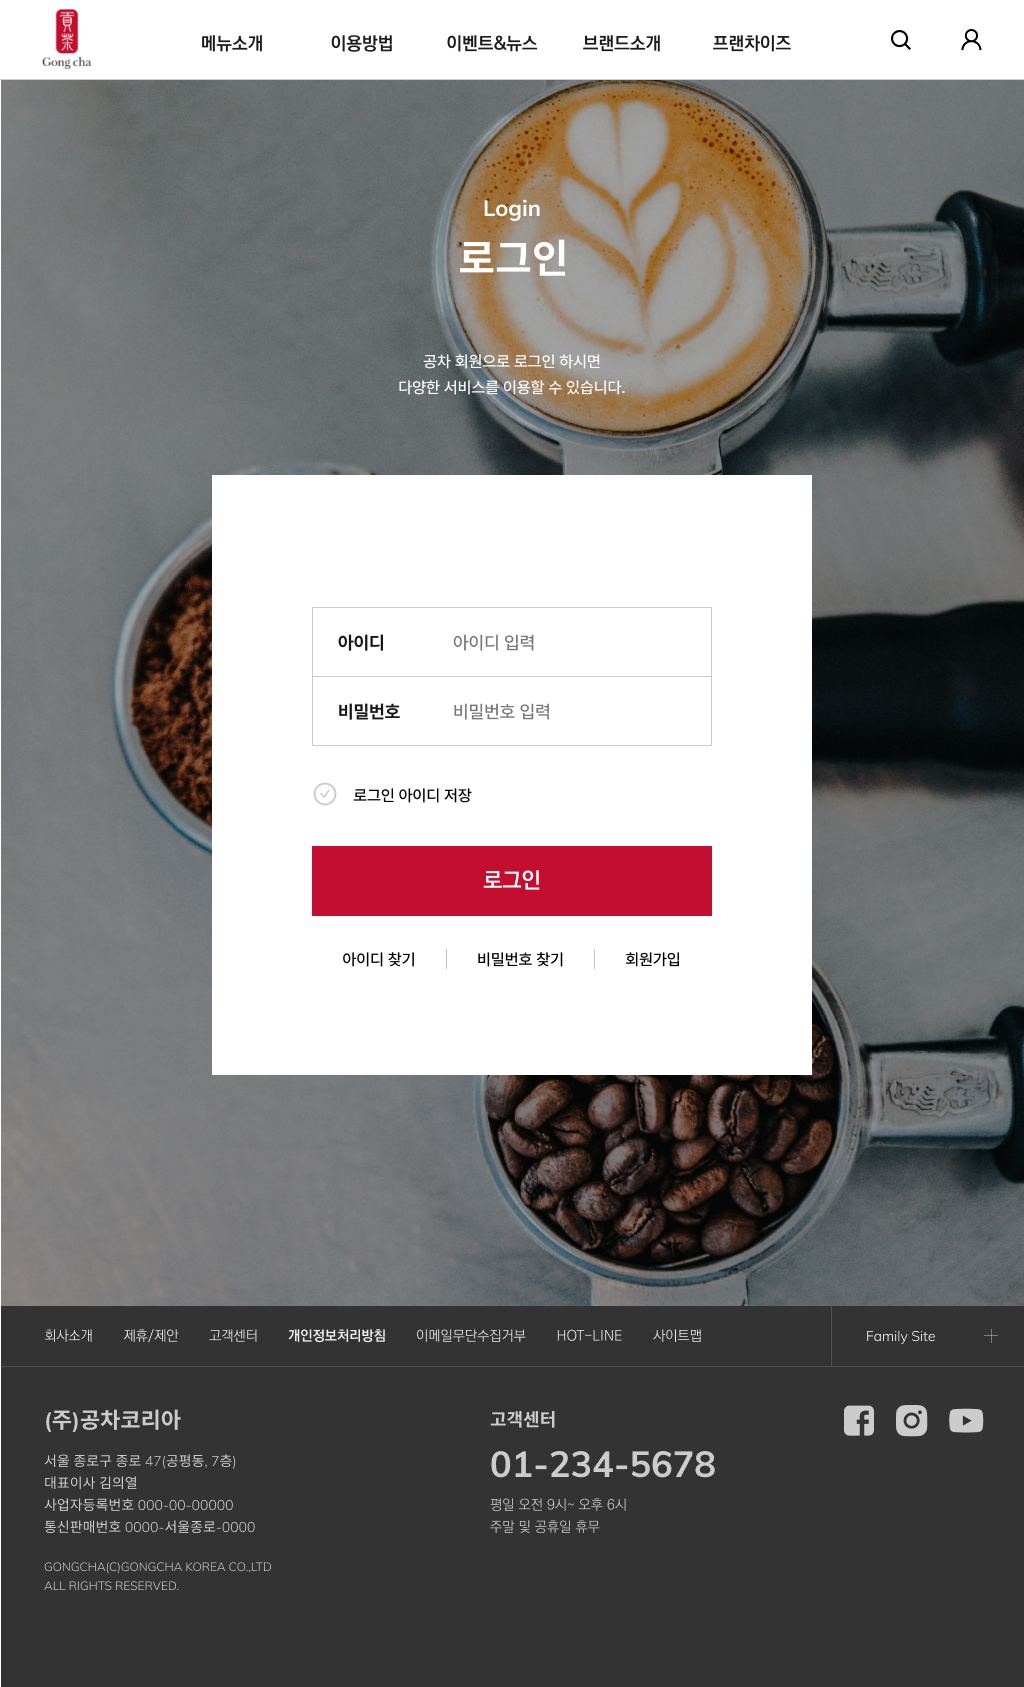 貢茶
Gong cha
메뉴소개
이용방법
이벤트&뉴스
브랜드소개
프랜차이즈
Login
로그인
공차 회원으로 로그인 하시면
다양한 서비스를 이용할 수 있습니다.
아이디
아이디 입력
비밀번호
비밀번호 입력
로그인 아이디 저장
로그인
아이디 찾기
비밀번호 찾기
회원가입
회사소개
제휴/제안
고객센터
개인정보처리방침
이메일무단수집거부
HOT-LINE
사이트맵
Family Site
(주)공차코리아
서울 종로구 종로 47(공평동, 7층)
대표이사 김의열
사업자등록번호 000-00-00000
통신판매번호 0000-서울종로-0000
GONGCHA(C)GONGCHA KOREA CO.,LTD
ALL RIGHTS RESERVED.
고객센터
01-234-5678
평일 오전 9시~ 오후 6시
주말 및 공휴일 휴무